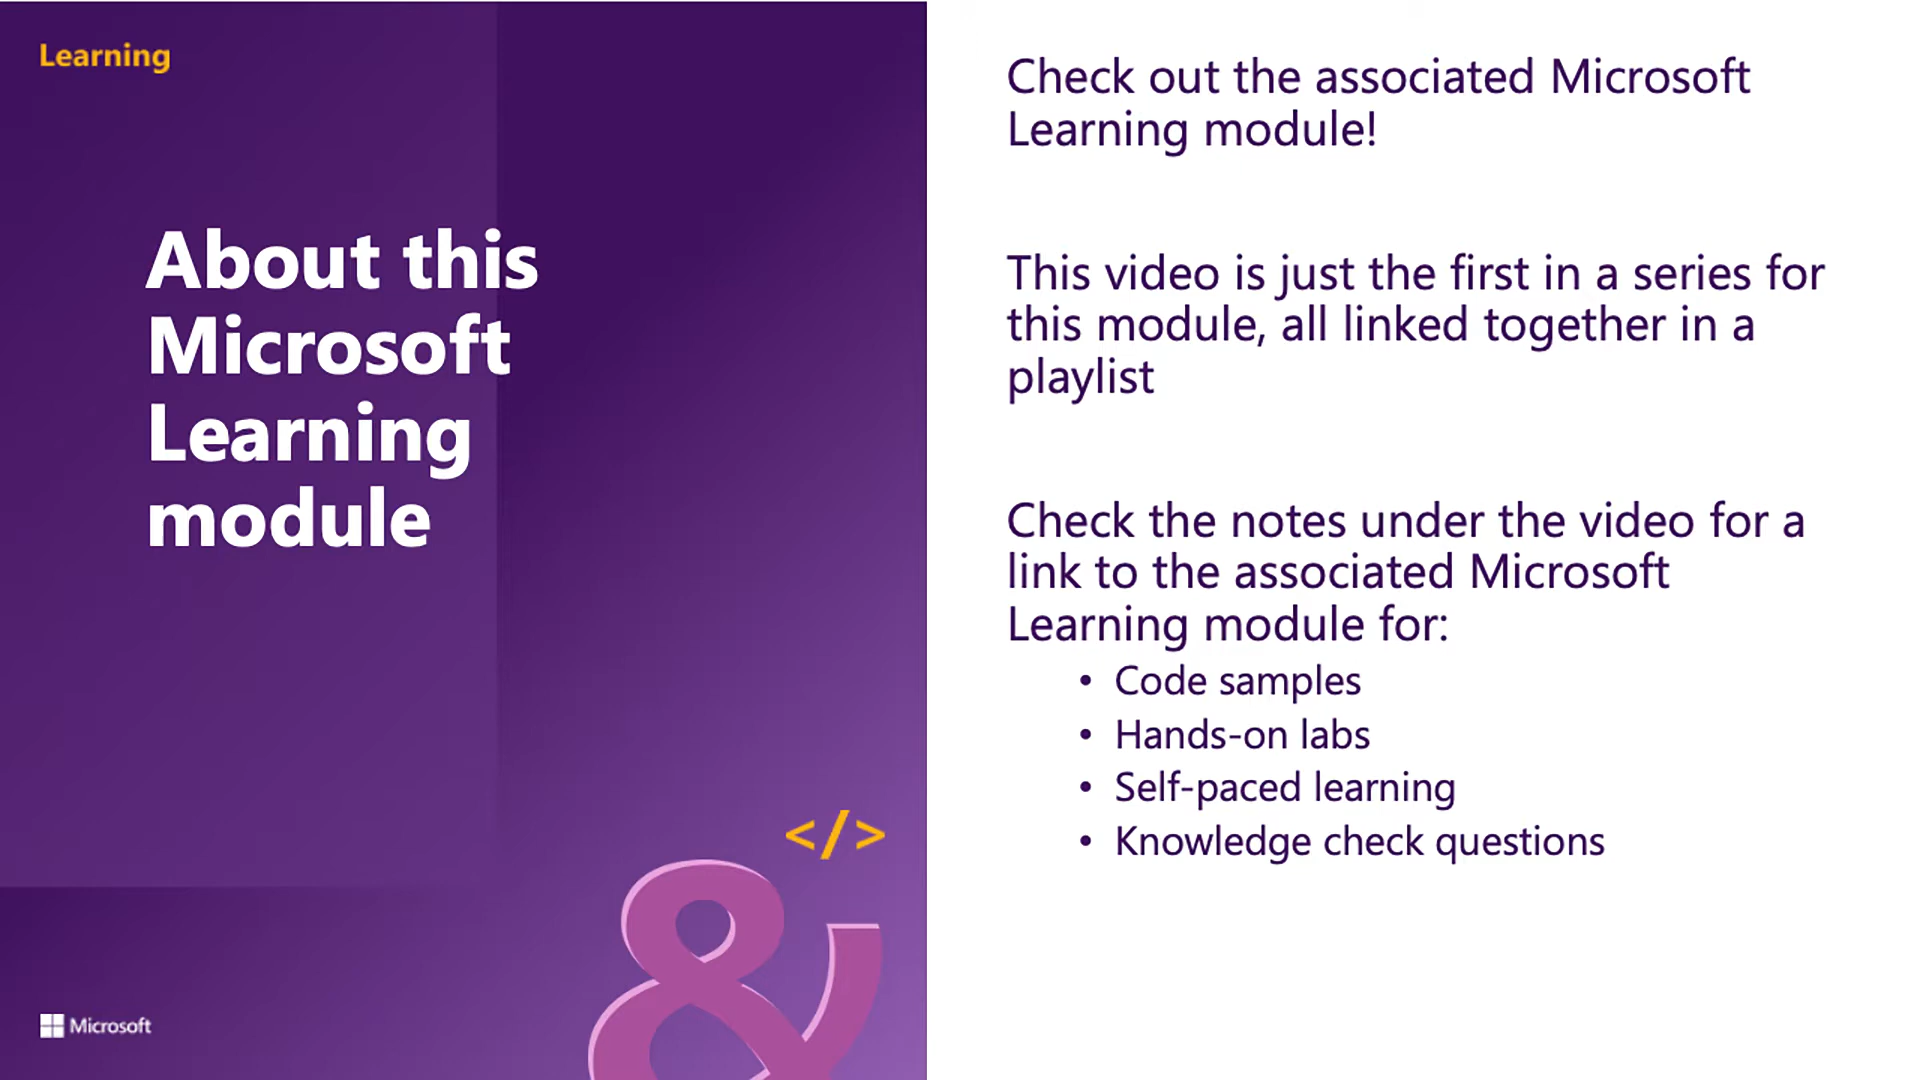 Learning
About this
Microsoft
Learning
module
</>
&
Microsoft
Check out the associated Microsoft
Learning module!
This video is just the first in a series for
this module, all linked together in a
playlist
Check the notes under the video for a
link to the associated Microsoft
Learning module for:
• Code samples
• Hands-on labs
• Self-paced learning
• Knowledge check questions